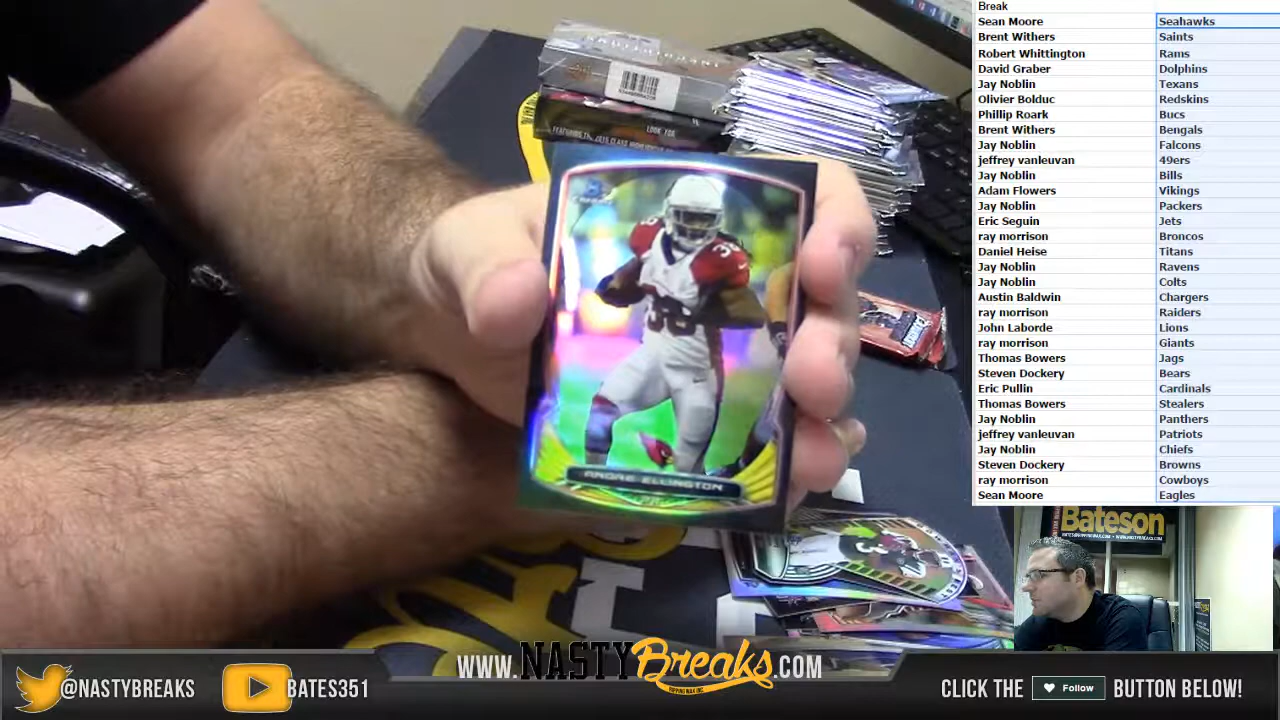 Break
Sean Moore Seahawks
Brent Withers Saints
Robert Whittington Rams
David Graber Dolphins
Jay Noblin Texans
Olivier Bolduc Redskins
Phillip Roark Bucs
Brent Withers Bengals
Jay Noblin Falcons
jeffrey vanleuvan 49ers
Jay Noblin Bills
Adam Flowers Vikings
Jay Noblin Packers
Eric Seguin Jets
ray morrison Broncos
Daniel Heise Titans
Jay Noblin Ravens
Jay Noblin Colts
Austin Baldwin Chargers
ray morrison Raiders
John Laborde Lions
ray morrison Giants
Thomas Bowers Jags
Steven Dockery Bears
Eric Pullin Cardinals
Thomas Bowers Stealers
Jay Noblin Panthers
jeffrey vanleuvan Patriots
Jay Noblin Chiefs
Steven Dockery Browns
ray morrison Cowboys
Sean Moore Eagles
LOOK FOR
38
38
ANDRE ELLINGTON
Bateson
@NASTYBREAKS
BATES351
WWW.NASTYBreaks.COM
CLICK THE Follow BUTTON BELOW!